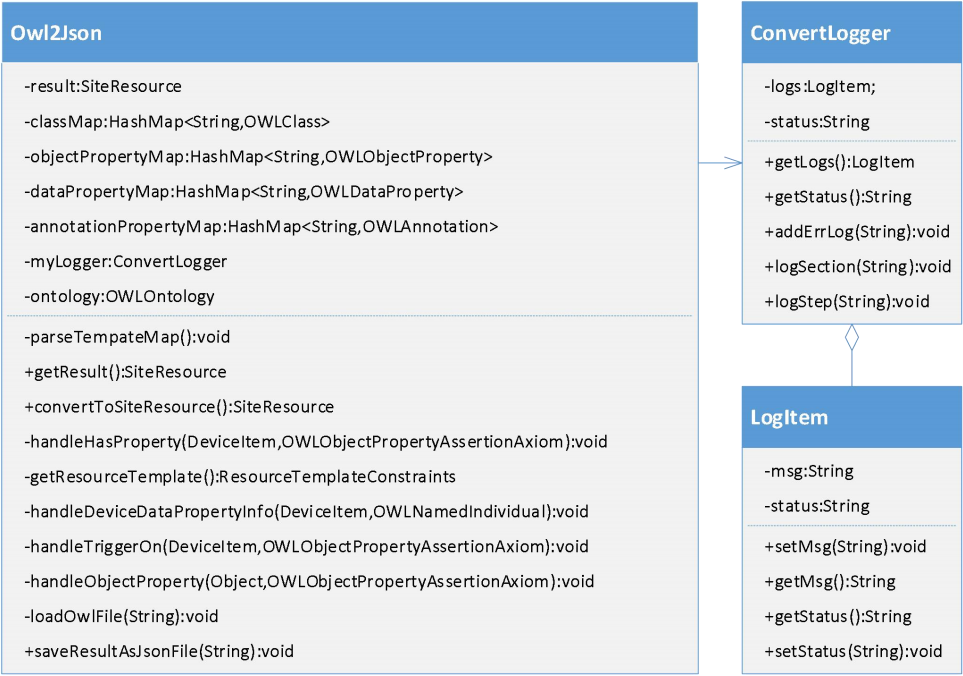 Owl2Json
-result:SiteResource
-classMap:HashMap<String,OWLClass>
-objectPropertyMap:HashMap<String,OWLObjectProperty>
-dataPropertyMap:HashMap<String,OWLDataProperty>
-annotationPropertyMap:HashMap<String,OWLAnnotation>
-myLogger:ConvertLogger
-ontology:OWLOntology
-parseTempateMap():void
+getResult():SiteResource
+convertToSiteResource():SiteResource
-handleHasProperty(DeviceItem,OWLObjectPropertyAssertionAxiom):void
-getResourceTemplate():ResourceTemplateConstraints
-handleDeviceDataPropertyInfo(DeviceItem,OWLNamedIndividual):void
-handleTriggerOn(DeviceItem,OWLObjectPropertyAssertionAxiom):void
-handleObjectProperty(Object,OWLObjectPropertyAssertionAxiom):void
-loadOwlFile(String):void
+saveResultAsJsonFile(String):void
ConvertLogger
-logs:LogItem;
-status:String
+getLogs():LogItem
+getStatus():String
+addErrLog(String):void
+logSection(String):void
+logStep(String):void
LogItem
-msg:String
-status:String
+setMsg(String):void
+getMsg():String
+getStatus():String
+setStatus(String):void